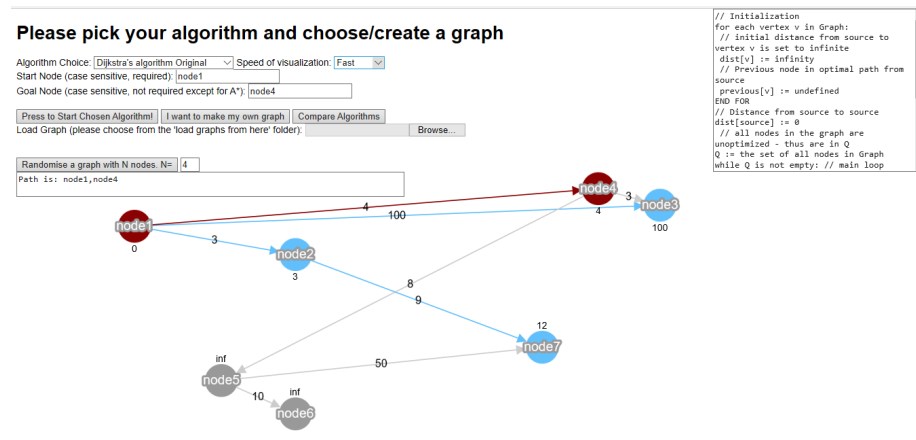 Please pick your algorithm and choose/create a graph
Algorithm Choice: Dijkstra's algorithm Original Speed of visualization: Fast
Start Node (case sensitive, required): node1
Goal Node (case sensitive, not required except for A*): node4
Press to Start Chosen Algorithm! I want to make my own graph Compare Algorithms
Load Graph (please choose from the 'load graphs from here' folder): Browse...
Randomise a graph with N nodes. N= 4
Path is: node1,node4
// Initialization
for each vertex v in Graph:
// initial distance from source to
vertex v is set to infinite
dist[v] := infinity
// Previous node in optimal path from
source
previous[v] := undefined
END FOR
// Distance from source to source
dist[source] := 0
// all nodes in the graph are
unoptimized - thus are in Q
Q := the set of all nodes in Graph
while Q is not empty: // main loop
node4
4
3
node3
100
4
100
node1
0
3
node2
3
8
9
12
node7
50
inf
node5
10
inf
node6